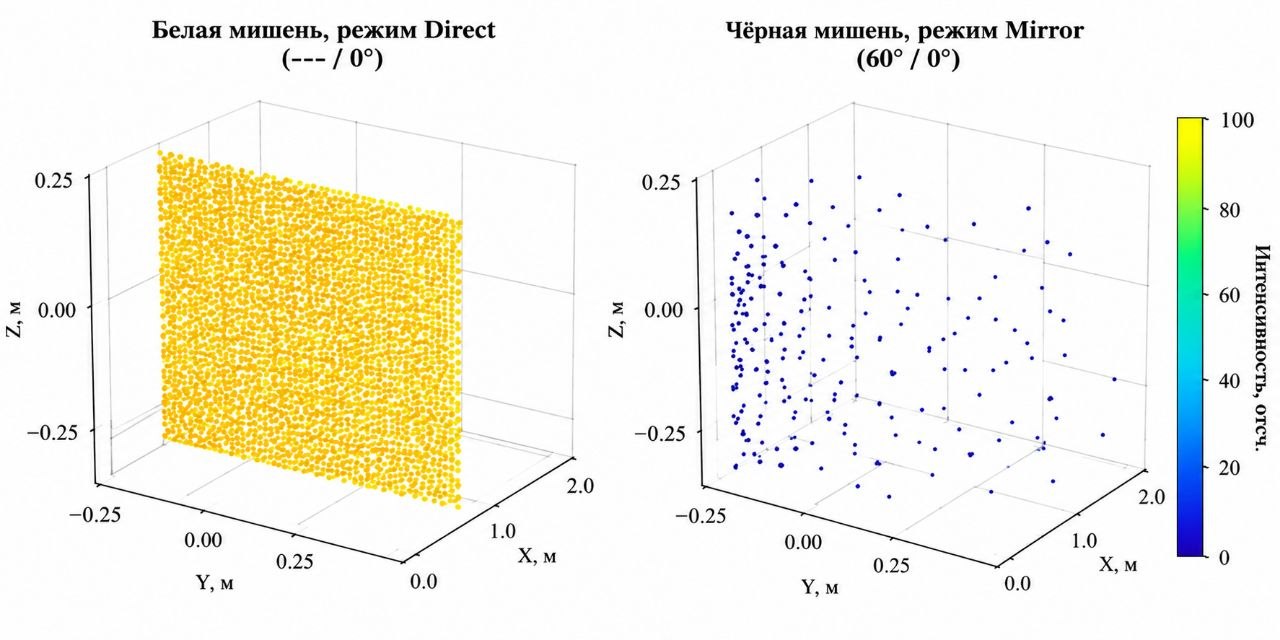 Белая мишень, режим Direct
(--- / 0°)
0.25
0.00
−0.25
Z, м
−0.25
0.00
0.25
Y, м
0.0
1.0
2.0
X, м
Чёрная мишень, режим Mirror
(60° / 0°)
0.25
0.00
−0.25
Z, м
−0.25
0.00
0.25
Y, м
0.0
1.0
2.0
X, м
100
80
60
40
20
0
Интенсивность, отсч.